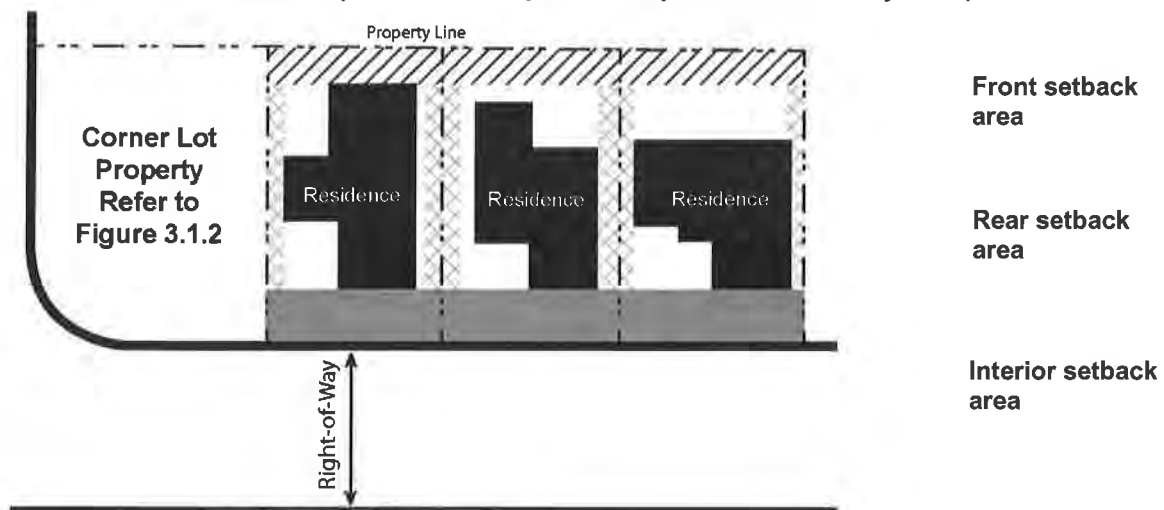 Property Line
Corner Lot
Property
Refer to
Figure 3.1.2
Residence
Residence
Residence
Right-of-Way
Front setback
area
Rear setback
area
Interior setback
area